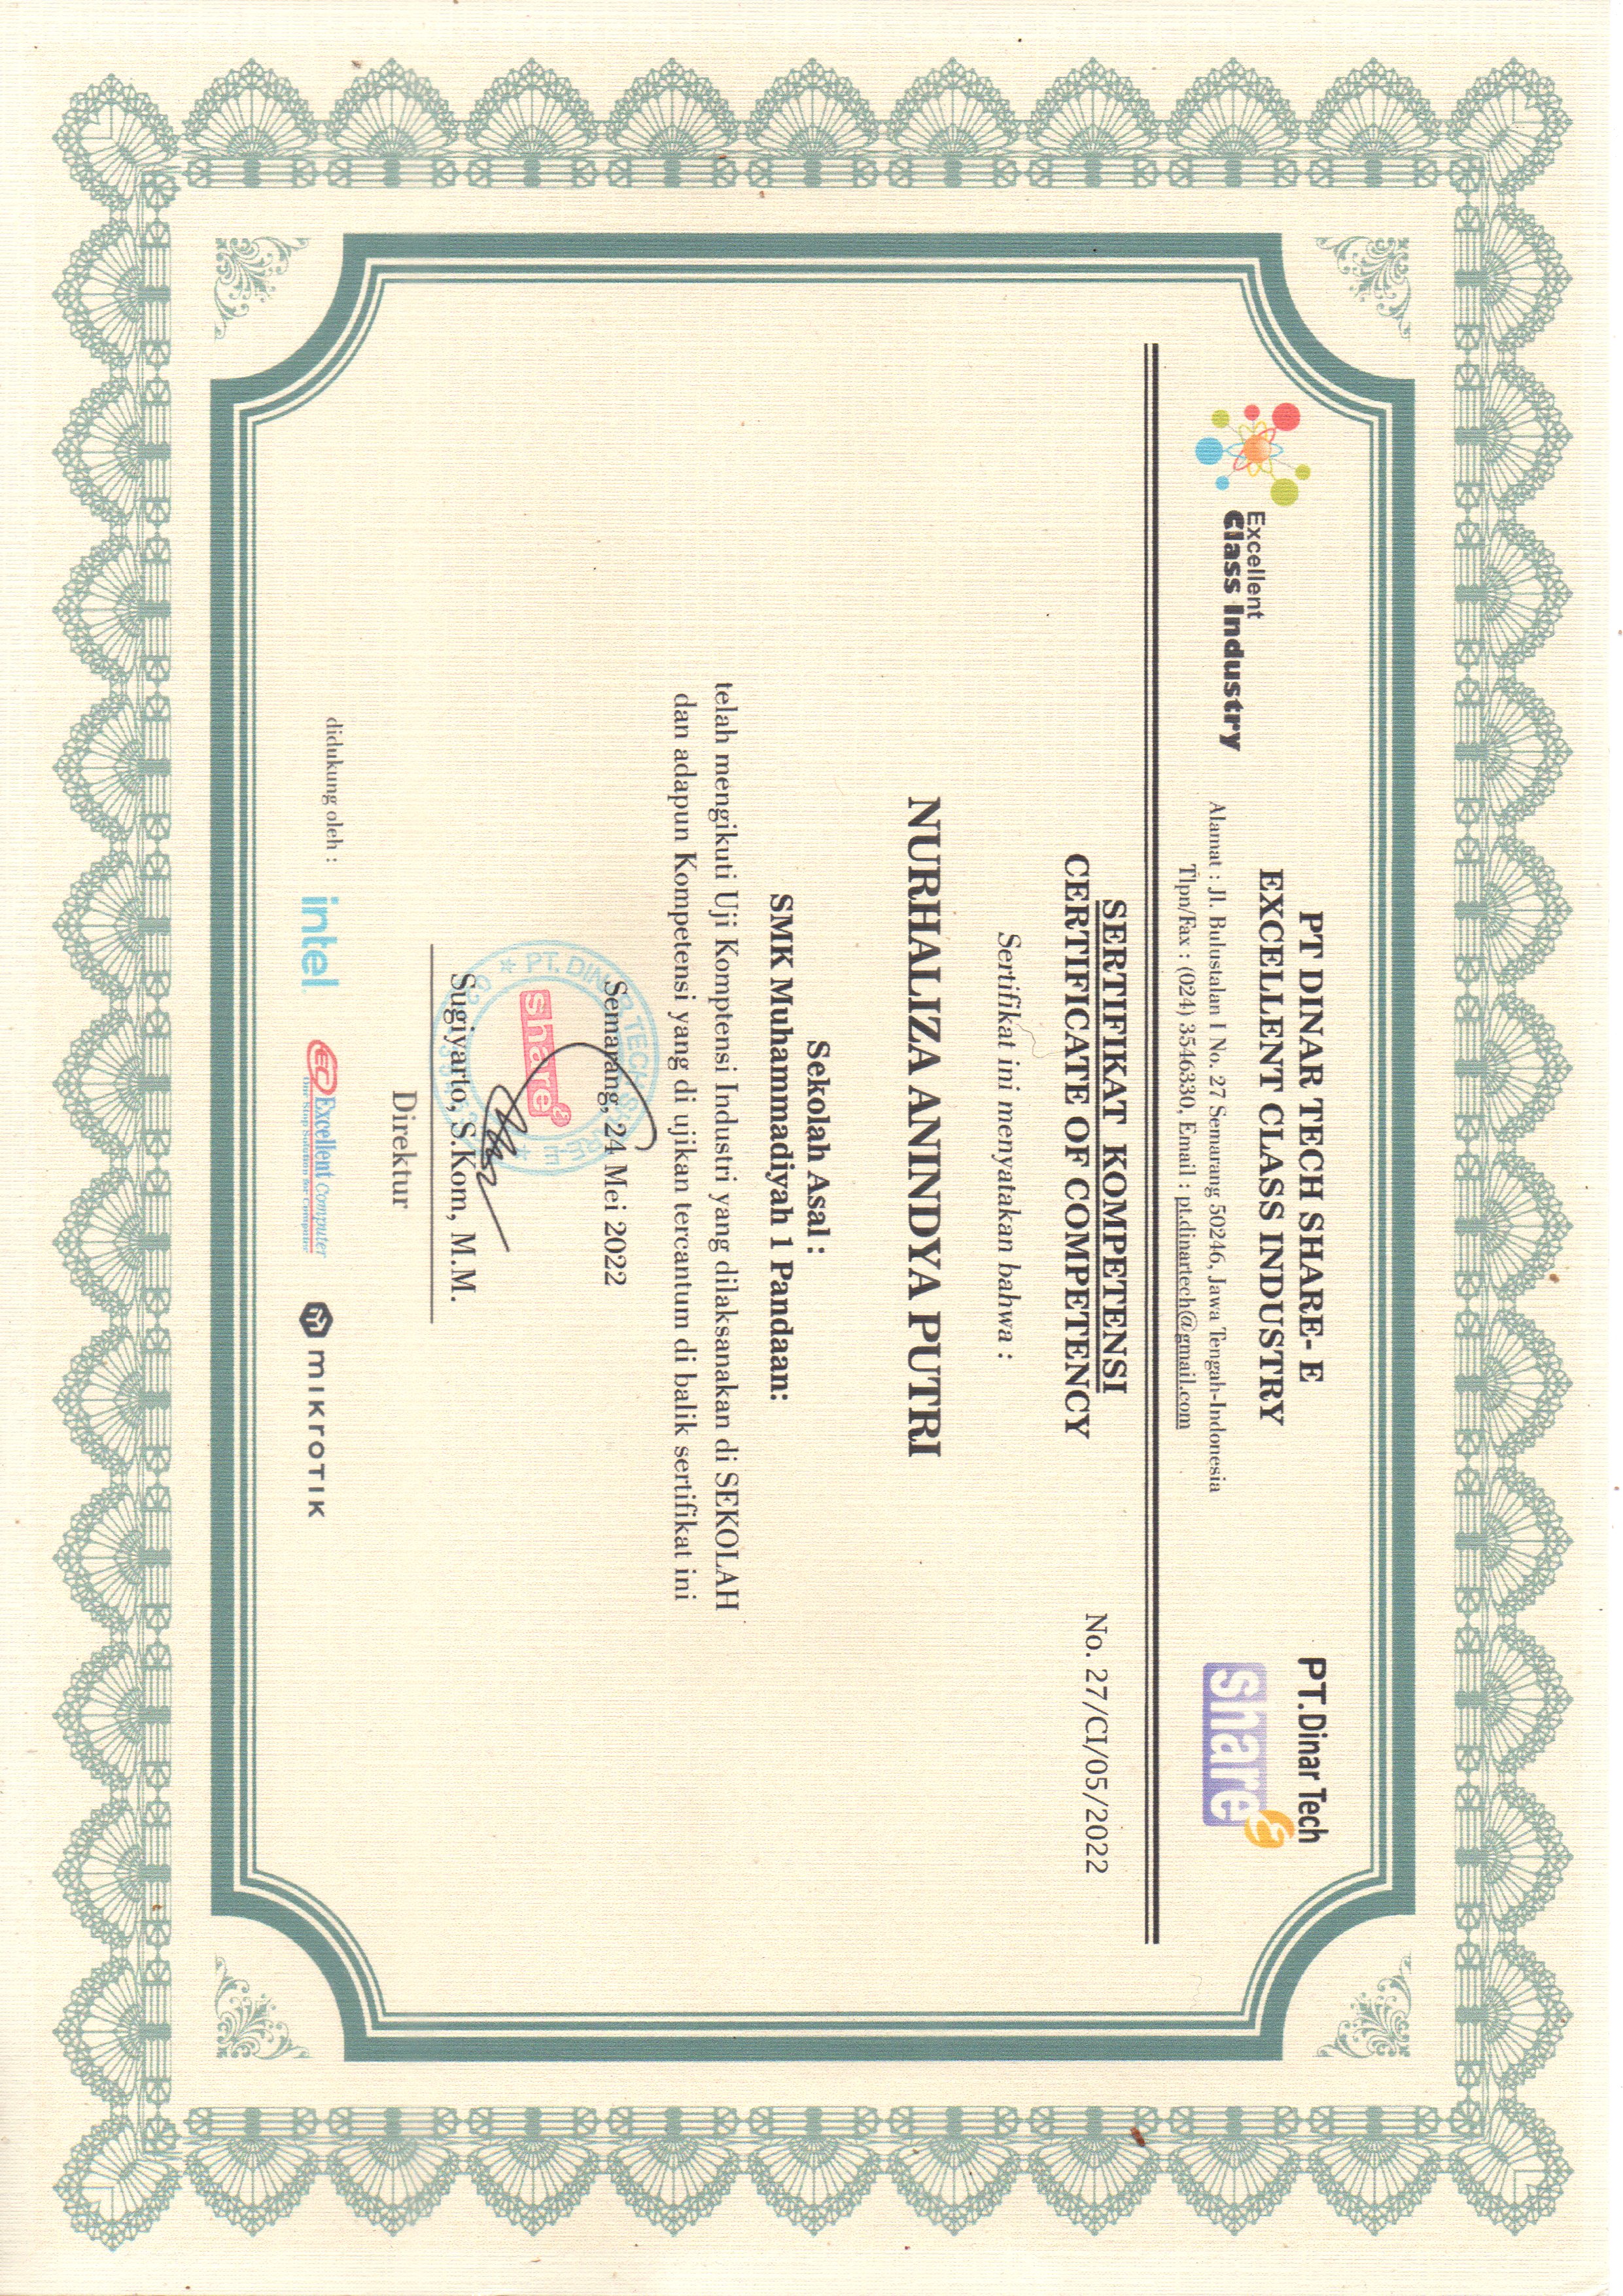 Excellent
Class Industry
PT DINAR TECH SHARE- E
EXCELLENT CLASS INDUSTRY
Alamat : Jl. Bulustalan I No. 27 Semarang 50246, Jawa Tengah-Indonesia
Tlpn/Fax : (024) 3546330, Email : pt.dinartech@gmail.com
PT.Dinar Tech
share
SERTIFIKAT KOMPETENSI
CERTIFICATE OF COMPETENCY
No. 27/CI/05/2022
Sertifikat ini menyatakan bahwa :
NURHALIZA ANINDYA PUTRI
Sekolah Asal :
SMK Muhammadiyah 1 Pandaan:
telah mengikuti Uji Komptensi Industri yang dilaksanakan di SEKOLAH
dan adapun Kompetensi yang di ujikan tercantum di balik sertifikat ini
Semarang, 24 Mei 2022
PT. DINAR TECH SHARE-E
share
Sugiyarto, S.Kom, M.M.
Direktur
didukung oleh :
intel
EC Excellent Computer
One Stop Solution for Computer
MIKROTIK